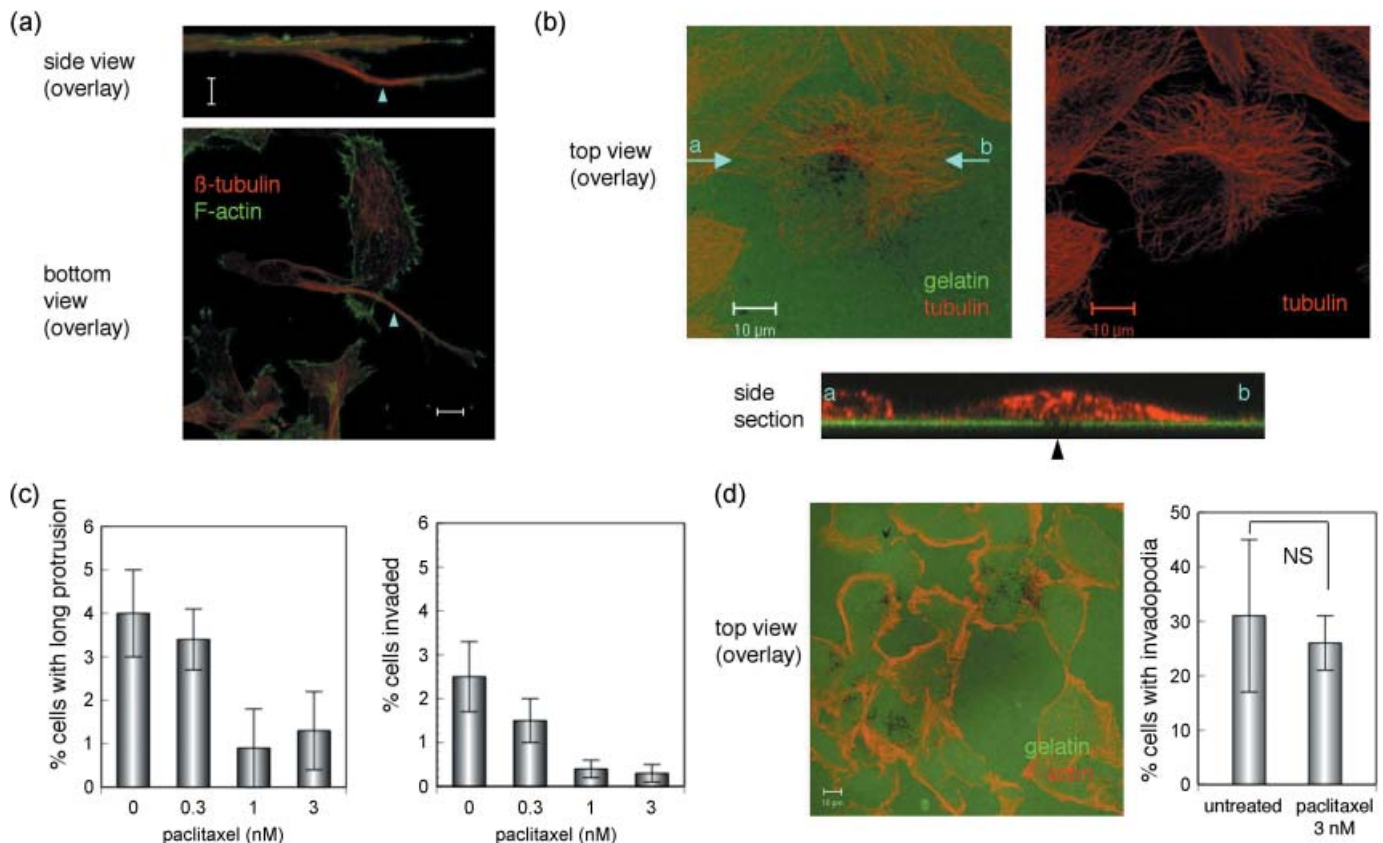 (a)
side view
(overlay)
ß-tubulin
F-actin
bottom
view
(overlay)
(b)
top view
(overlay)
a
b
gelatin
tubulin
10 µm
tubulin
10 µm
side
section
a
b
(c)
% cells with long protrusion
6
5
4
3
2
1
0
0 0.3 1 3
paclitaxel (nM)
% cells invaded
6
5
4
3
2
1
0
0 0.3 1 3
paclitaxel (nM)
(d)
top view
(overlay)
gelatin
actin
10 µm
% cells with invadopodia
50
40
30
20
10
0
NS
untreated paclitaxel
3 nM